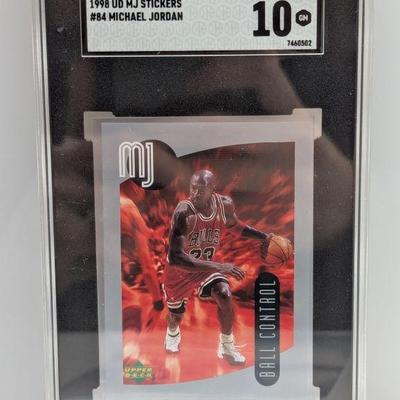 1998 UD MJ STICKERS
#84 MICHAEL JORDAN
10 GM
7460502
mj
BULLS
23
BALL CONTROL
UPPER
DECK